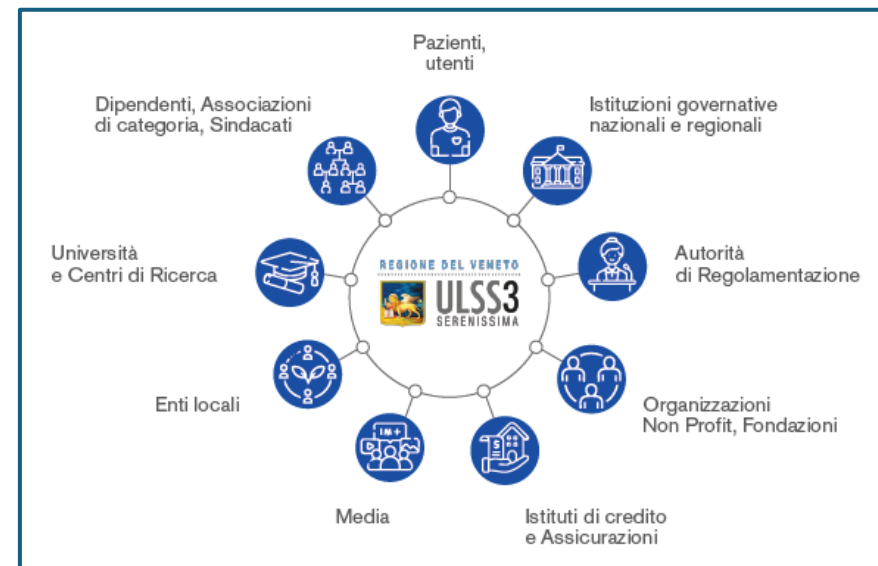 Pazienti,
utenti
Dipendenti, Associazioni
di categoria, Sindacati
Istituzioni governative
nazionali e regionali
Università
e Centri di Ricerca
REGIONE DEL VENETO
ULSS3
SERENISSIMA
Autorità
di Regolamentazione
Enti locali
Organizzazioni
Non Profit, Fondazioni
IM+
$
Media
Istituti di credito
e Assicurazioni